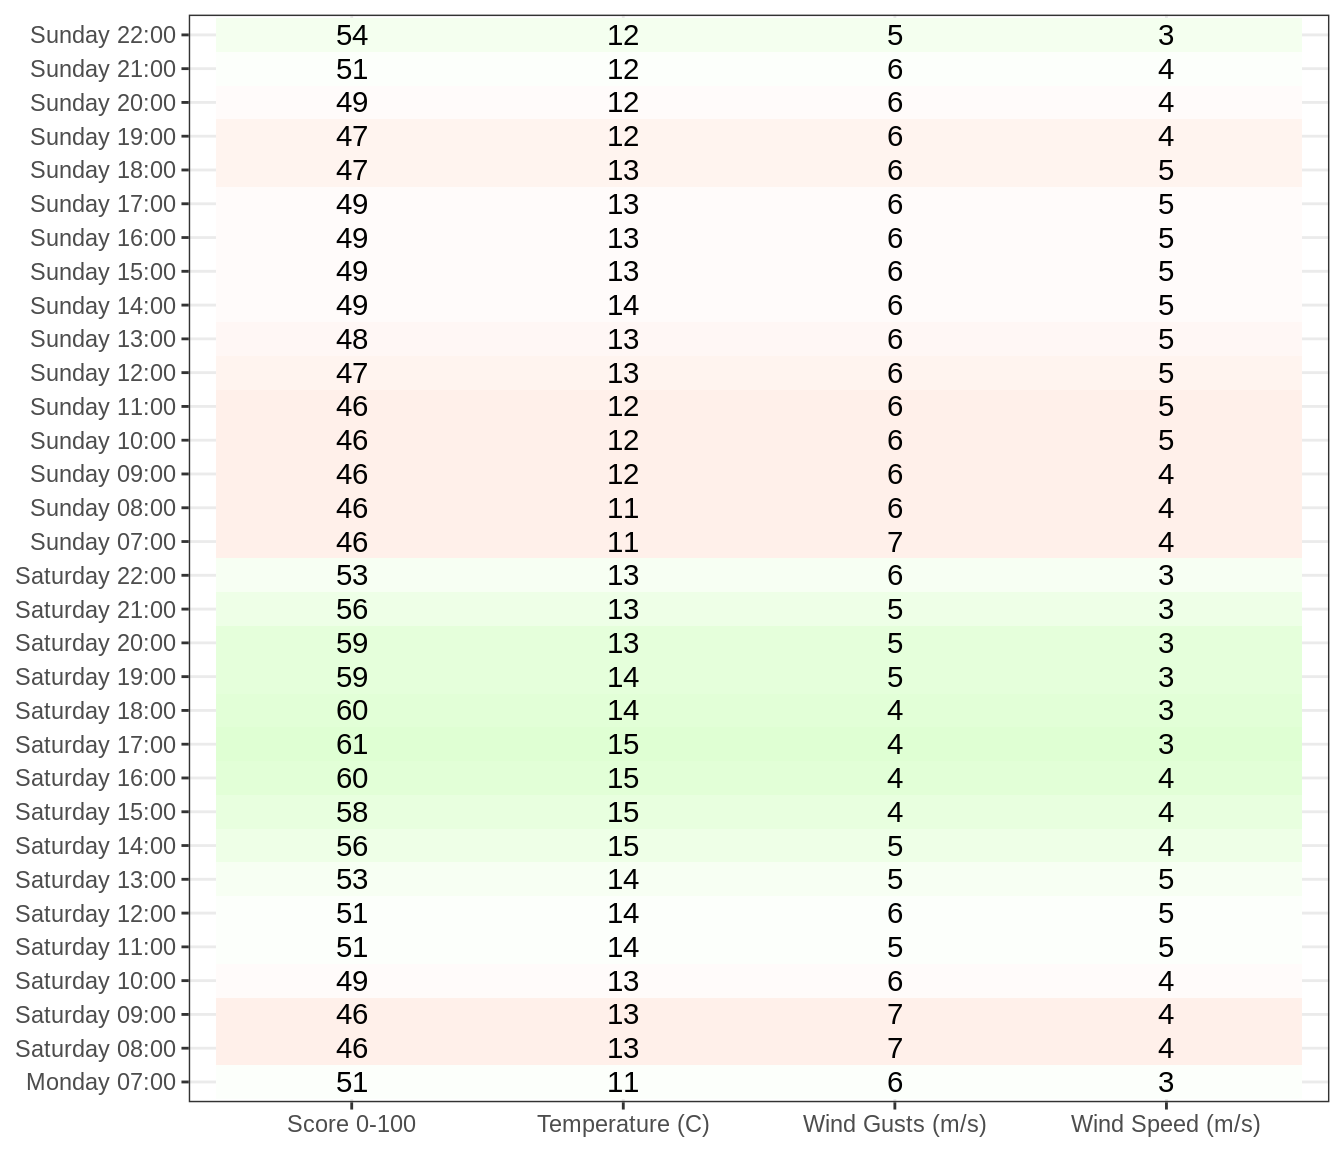 Sunday 22:00 54 12 5 3
Sunday 21:00 51 12 6 4
Sunday 20:00 49 12 6 4
Sunday 19:00 47 12 6 4
Sunday 18:00 47 13 6 5
Sunday 17:00 49 13 6 5
Sunday 16:00 49 13 6 5
Sunday 15:00 49 13 6 5
Sunday 14:00 49 14 6 5
Sunday 13:00 48 13 6 5
Sunday 12:00 47 13 6 5
Sunday 11:00 46 12 6 5
Sunday 10:00 46 12 6 5
Sunday 09:00 46 12 6 4
Sunday 08:00 46 11 6 4
Sunday 07:00 46 11 7 4
Saturday 22:00 53 13 6 3
Saturday 21:00 56 13 5 3
Saturday 20:00 59 13 5 3
Saturday 19:00 59 14 5 3
Saturday 18:00 60 14 4 3
Saturday 17:00 61 15 4 3
Saturday 16:00 60 15 4 4
Saturday 15:00 58 15 4 4
Saturday 14:00 56 15 5 4
Saturday 13:00 53 14 5 5
Saturday 12:00 51 14 6 5
Saturday 11:00 51 14 5 5
Saturday 10:00 49 13 6 4
Saturday 09:00 46 13 7 4
Saturday 08:00 46 13 7 4
Monday 07:00 51 11 6 3
Score 0-100 Temperature (C) Wind Gusts (m/s) Wind Speed (m/s)